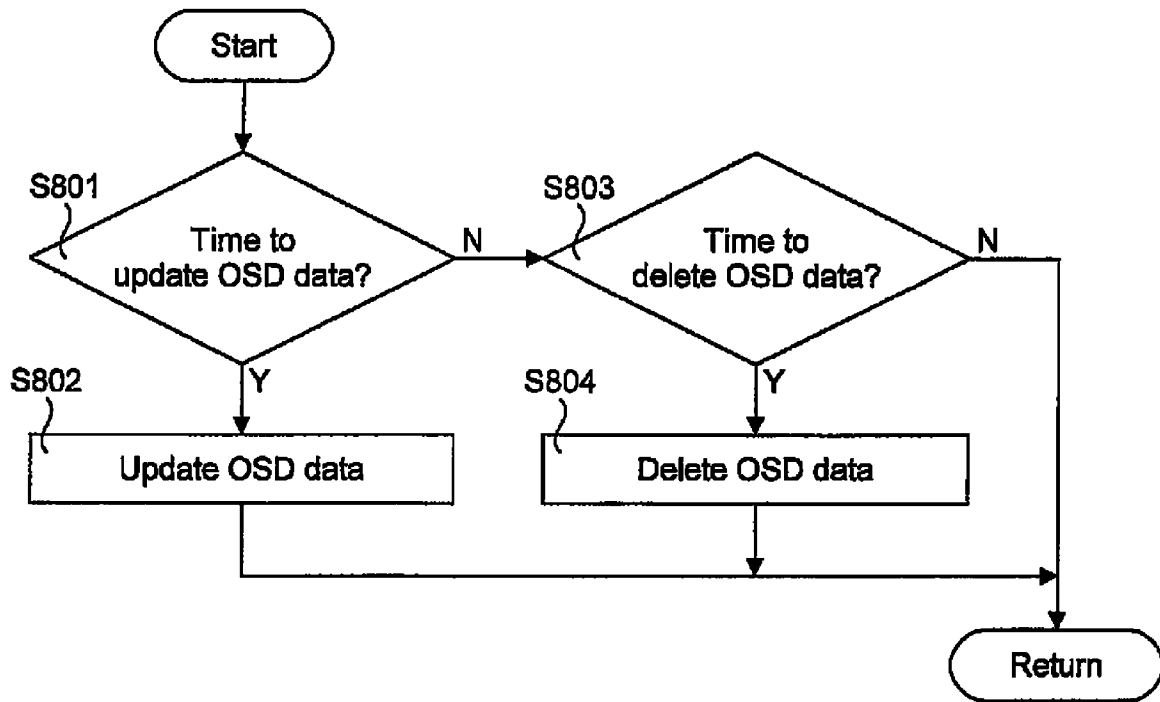 Start
S801
Time to
update OSD data?
N
Y
S803
Time to
delete OSD data?
N
Y
S802
Update OSD data
S804
Delete OSD data
Return